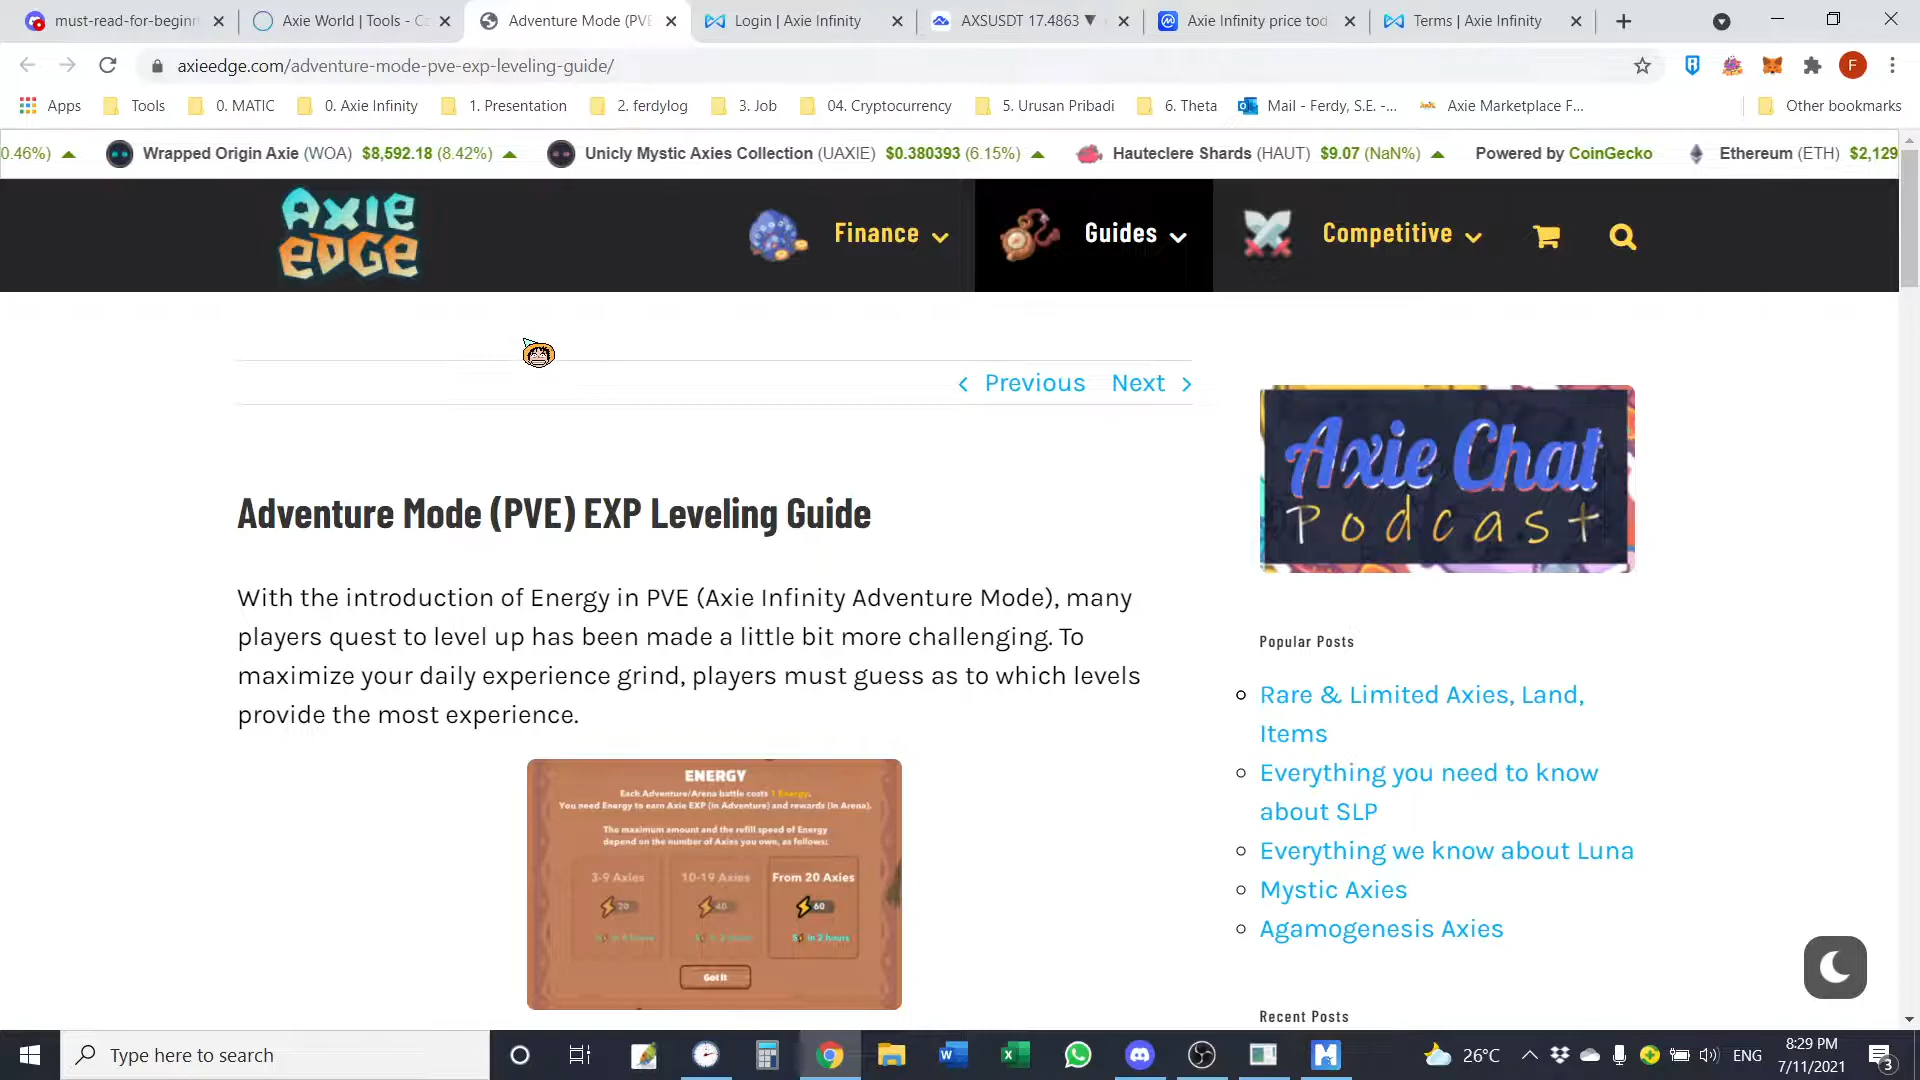 must-read-for-beginn
Axie World | Tools - Ca
Adventure Mode (PVE
Login | Axie Infinity
AXSUSDT 17.4863 ▼
Axie Infinity price tod
Terms | Axie Infinity
axieedge.com/adventure-mode-pve-exp-leveling-guide/
F
Apps
Tools
0. MATIC
0. Axie Infinity
1. Presentation
2. ferdylog
3. Job
04. Cryptocurrency
5. Urusan Pribadi
6. Theta
Mail - Ferdy, S.E. -...
Axie Marketplace F...
Other bookmarks
0.46%)
Wrapped Origin Axie (WOA) $8,592.18 (8.42%)
Unicly Mystic Axies Collection (UAXIE) $0.380393 (6.15%)
Hauteclere Shards (HAUT) $9.07 (NaN%)
Powered by CoinGecko
Ethereum (ETH) $2,129
AXIE EDGE
Finance
Guides
Competitive
Previous
Next
Adventure Mode (PVE) EXP Leveling Guide
With the introduction of Energy in PVE (Axie Infinity Adventure Mode), many
players quest to level up has been made a little bit more challenging. To
maximize your daily experience grind, players must guess as to which levels
provide the most experience.
ENERGY
Each Adventure/Arena battle costs 1 Energy.
You need Energy to earn Axie EXP (in Adventure) and rewards (in Arena).
The maximum amount and the refill speed of Energy
depend on the number of Axies you own, as follows:
3-9 Axies
10-19 Axies
From 20 Axies
20
40
60
in 2 hours
Got It
Axie Chat
Podcast
Popular Posts
Rare & Limited Axies, Land,
Items
Everything you need to know
about SLP
Everything we know about Luna
Mystic Axies
Agamogenesis Axies
Recent Posts
Type here to search
26°C
ENG
8:29 PM
7/11/2021
3